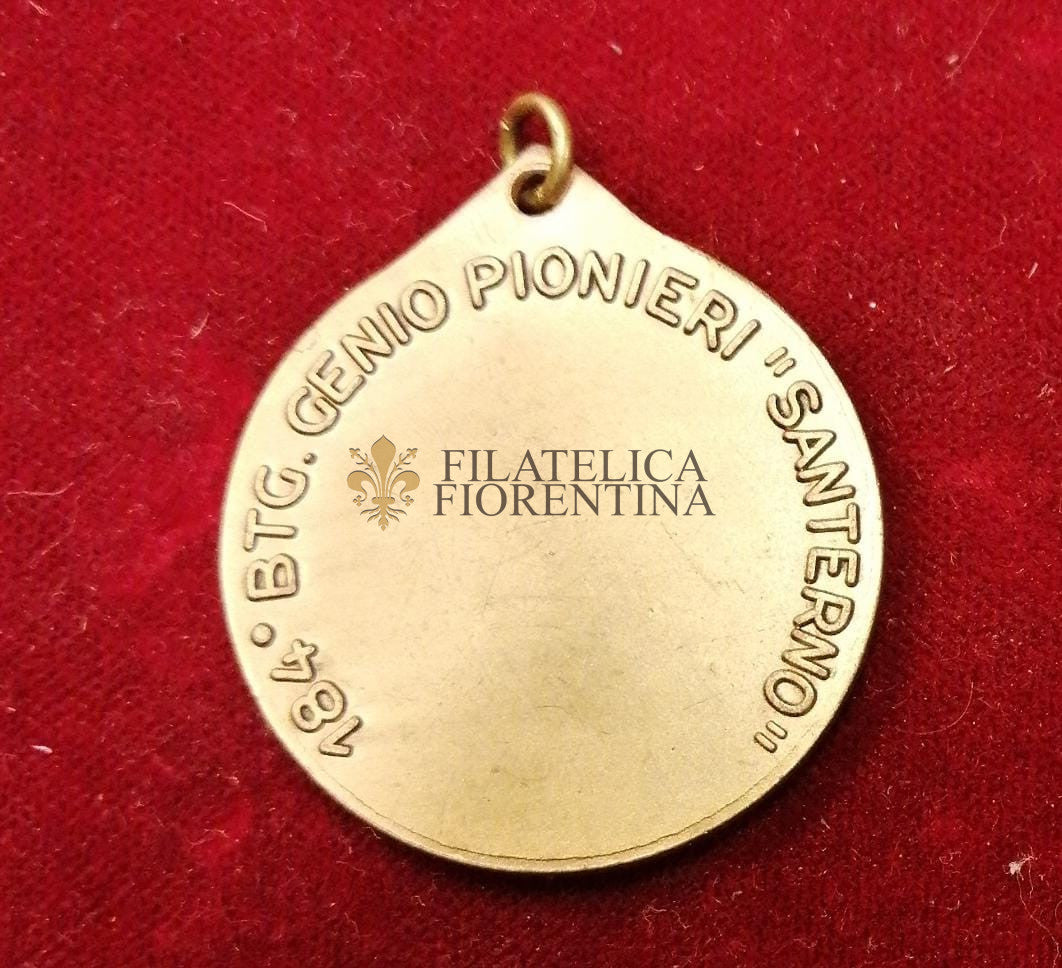 184° BTG. GENIO PIONIERI "SANTERNO"
FILATELICA
FIORENTINA